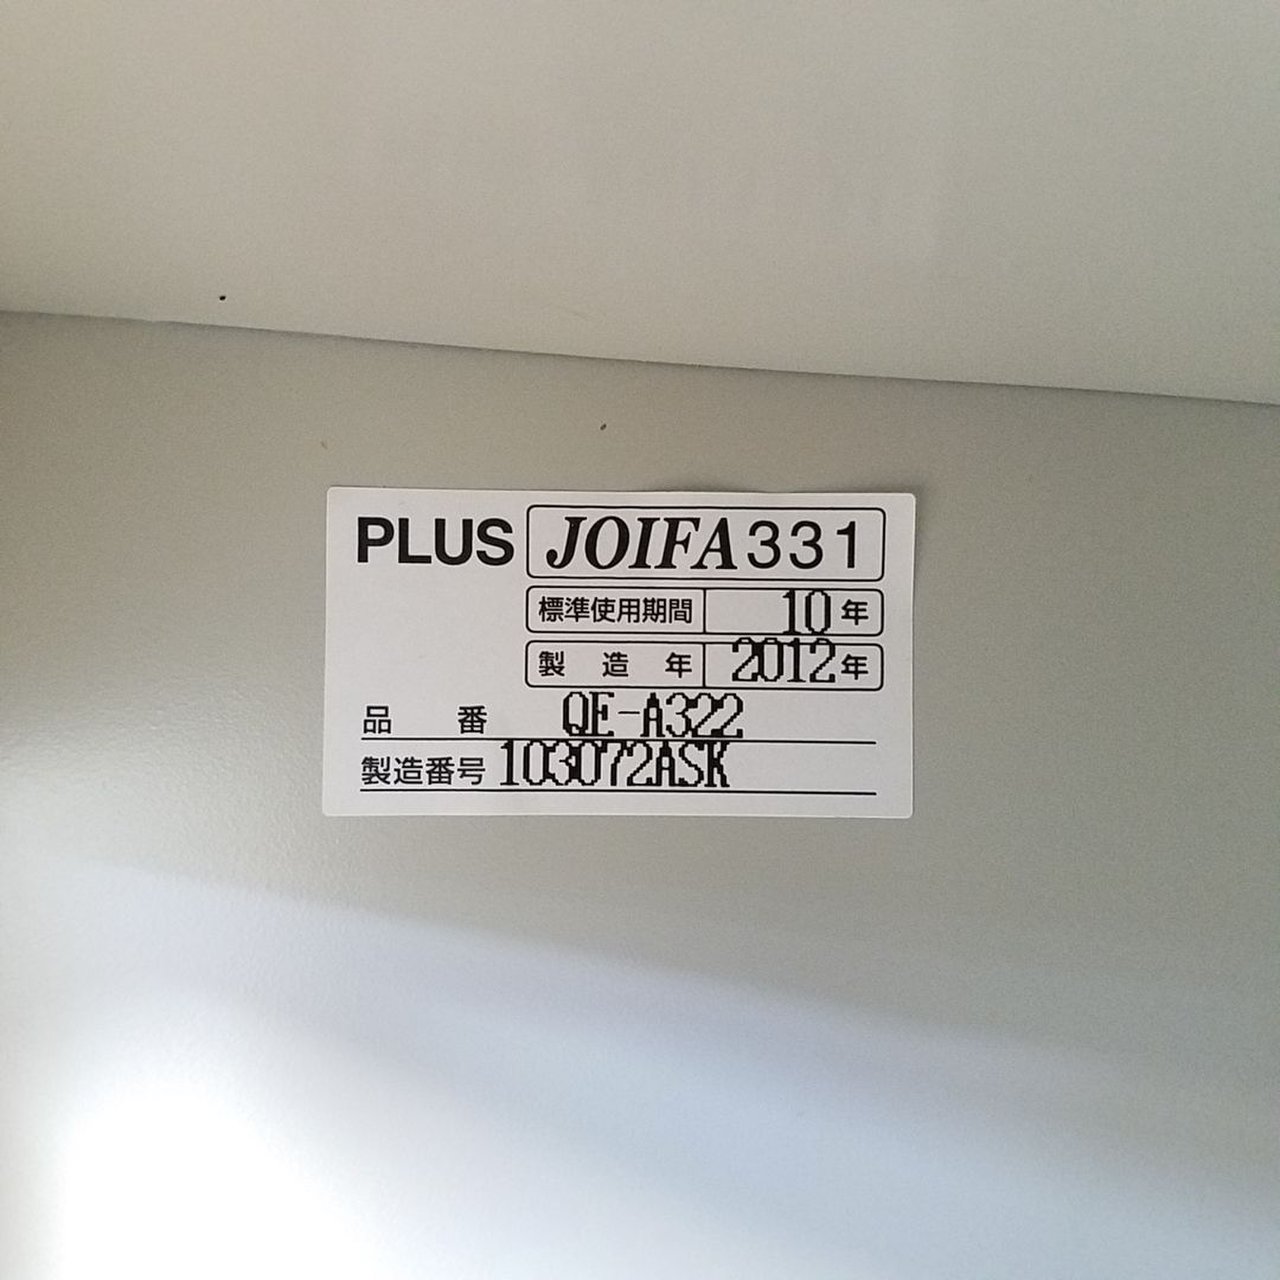 PLUS JOIFA331
標準使用期間 10年
製造年 2012年
品番 QE-A322
製造番号 103072ASK